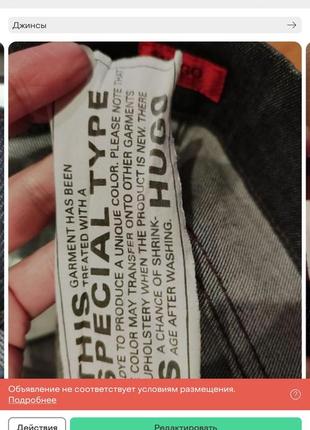 Джинсы
GO
THIS GARMENT HAS BEEN
TREATED WITH A
SPECIAL TYPE
DYE TO PRODUCE A UNIQUE COLOR. PLEASE NOTE THAT
COLOR MAY TRANSFER ONTO OTHER GARMENTS
UPHOLSTERY WHEN THE PRODUCT IS NEW. THERE
S A CHANCE OF SHRINK-
AGE AFTER WASHING.
HUGO
Объявление не соответствует условиям размещения.
Подробнее
Действия
Редактировать